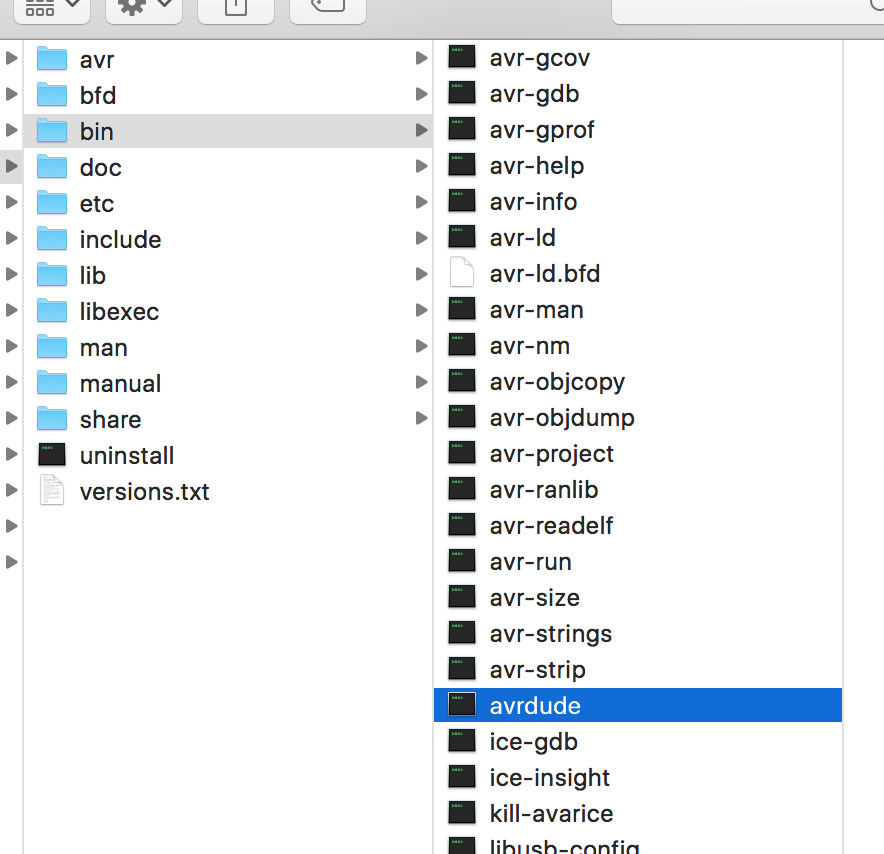 avr
bfd
bin
doc
etc
include
lib
libexec
man
manual
share
uninstall
versions.txt
avr-gcov
avr-gdb
avr-gprof
avr-help
avr-info
avr-ld
avr-ld.bfd
avr-man
avr-nm
avr-objcopy
avr-objdump
avr-project
avr-ranlib
avr-readelf
avr-run
avr-size
avr-strings
avr-strip
avrdude
ice-gdb
ice-insight
kill-avarice
libusb-config